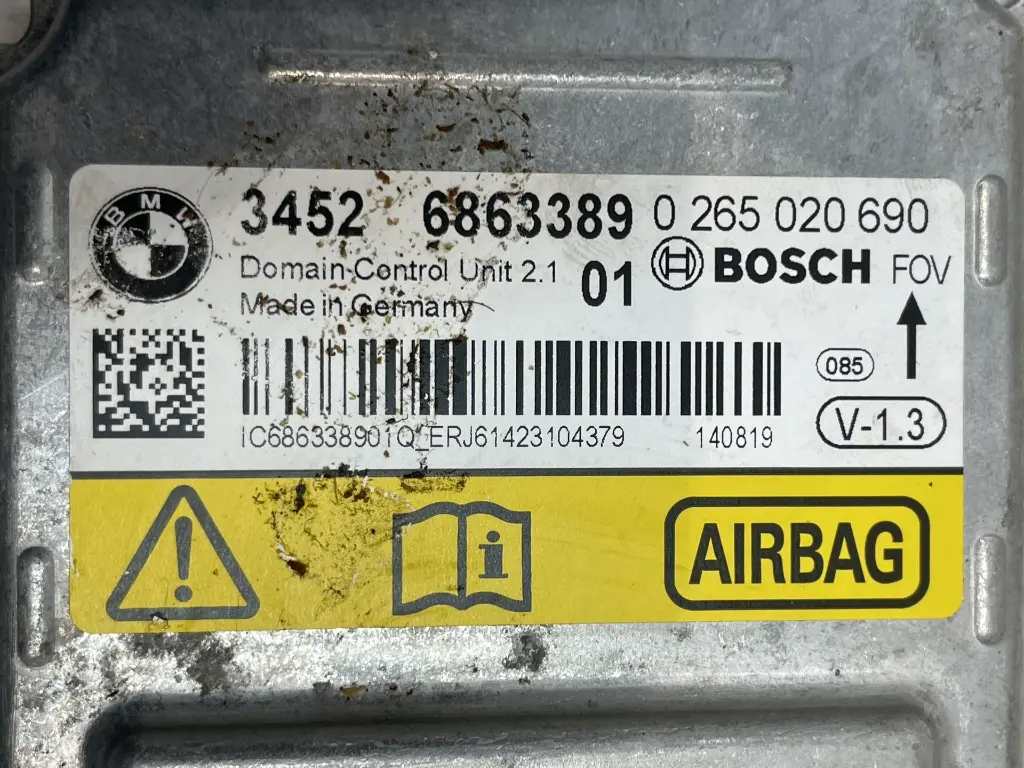 BMW
3452 6863389 0 265 020 690
Domain Control Unit 2.1 01 BOSCH FOV
Made in Germany
085
V-1.3
IC686338901Q ERJ61423104379 140819
i
AIRBAG